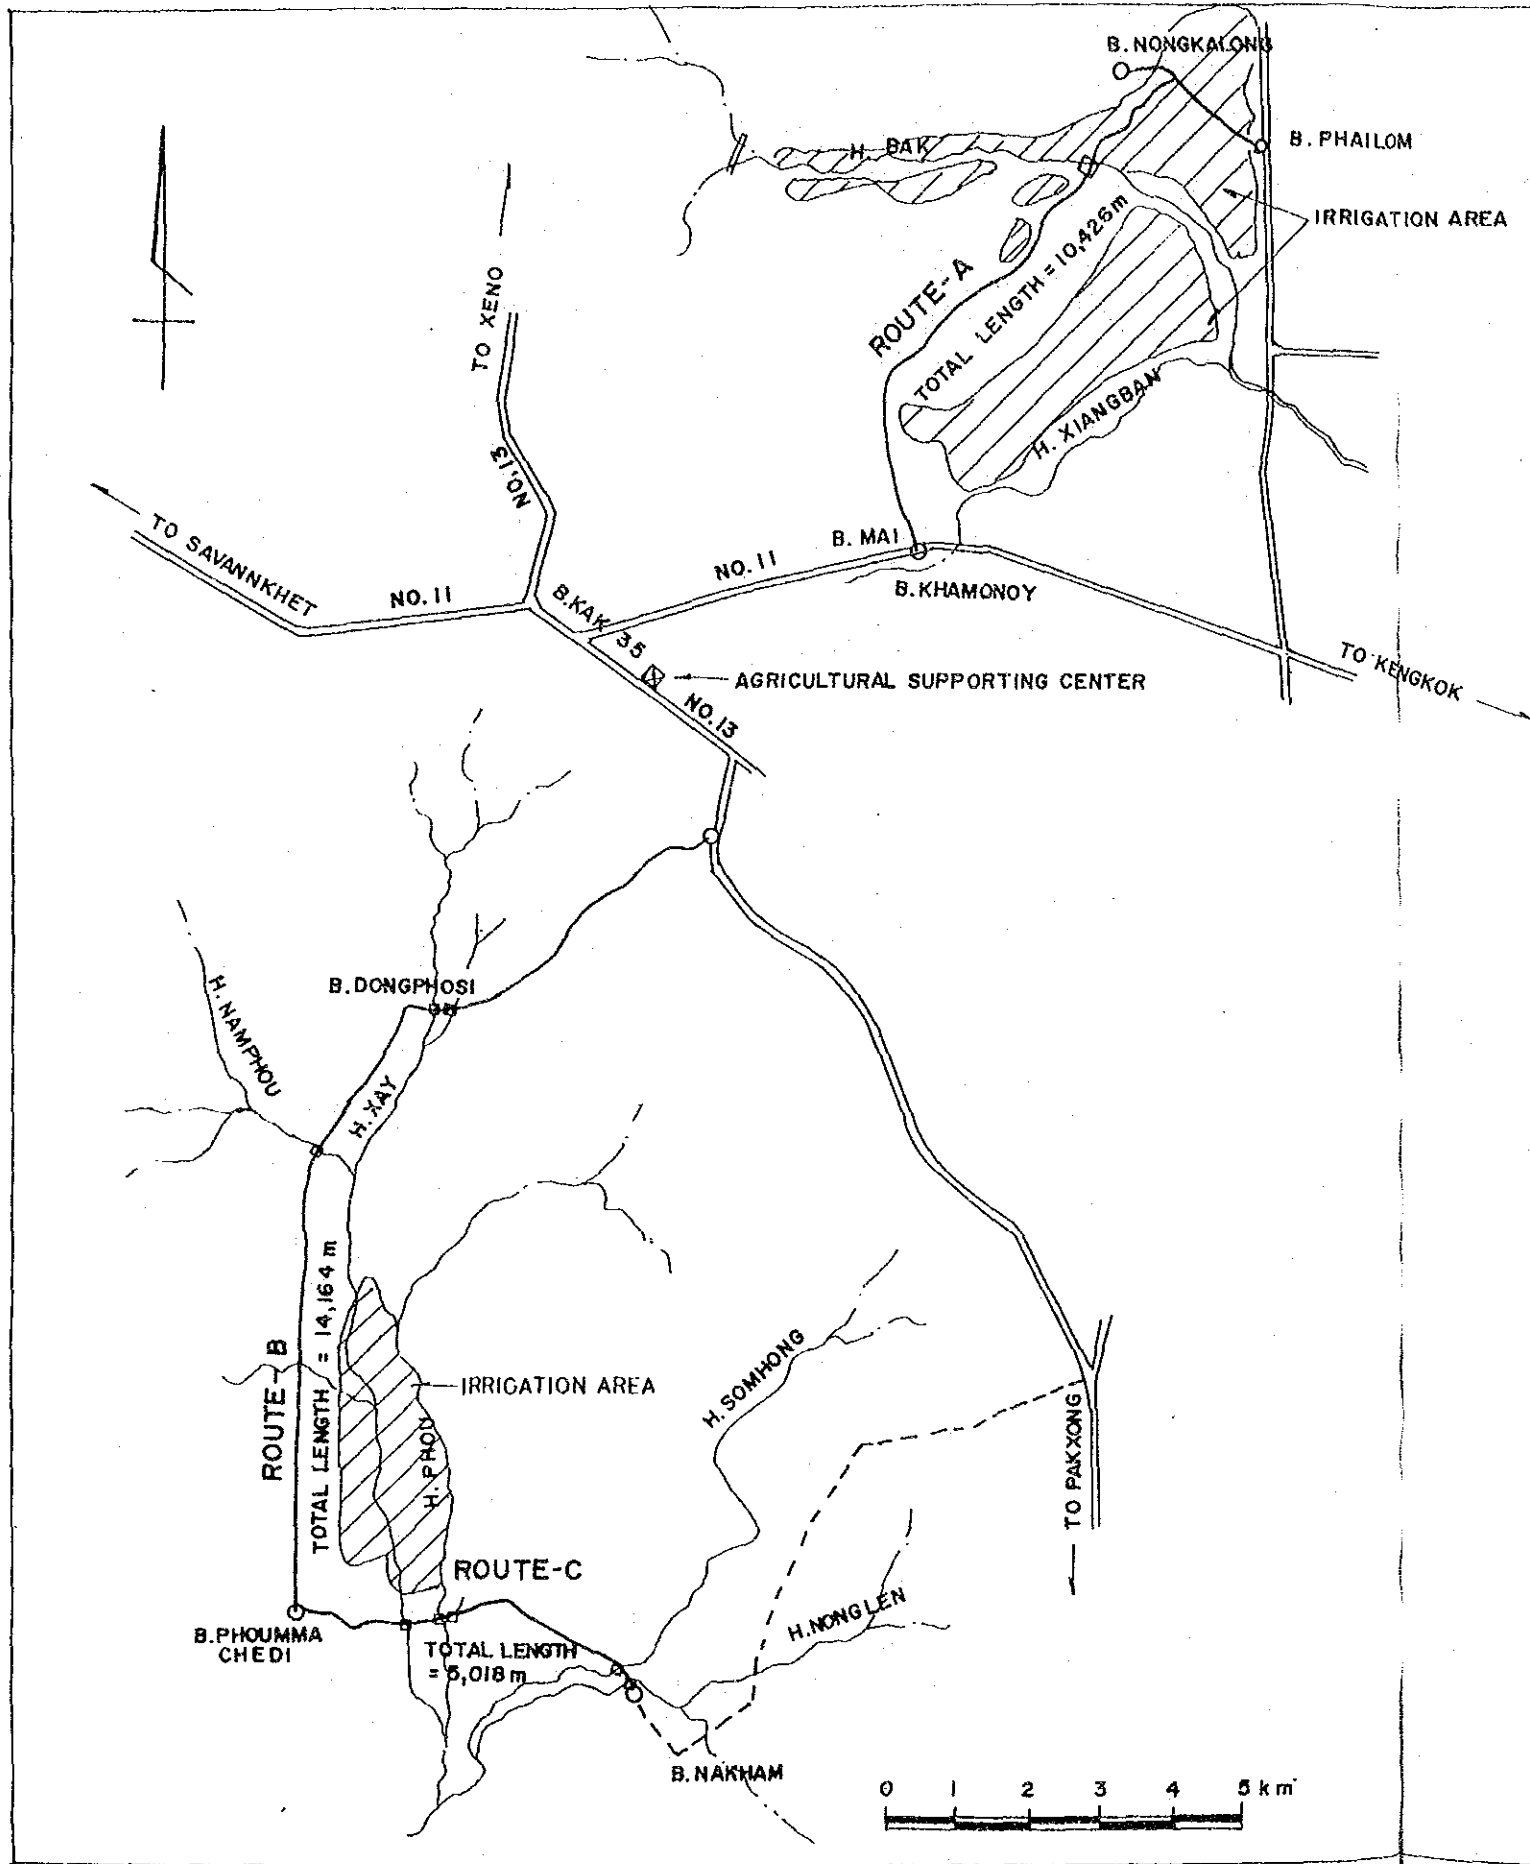 B. NONGKALONG
B. PHAILOM
H. BAK
IRRIGATION AREA
ROUTE-A
TOTAL LENGTH = 10,426m
TO XENO
H. XIANGBAN
NO.13
TO SAVANNKHET
NO.11
B. MAI
NO.11
B.KAK 35
B. KHAMONOY
TO KENGKOK
AGRICULTURAL SUPPORTING CENTER
NO.13
B. DONGPHOSI
H. NAMPHOU
H. XAY
TOTAL LENGTH = 14,164 m
ROUTE-B
IRRIGATION AREA
H. SOMHONG
H. PHOU
TO PAKXONG
ROUTE-C
H. NONGLEN
B. PHOUMMA
CHEDI
TOTAL LENGTH
= 5,018 m
B. NAKHAM
0 1 2 3 4 5 km